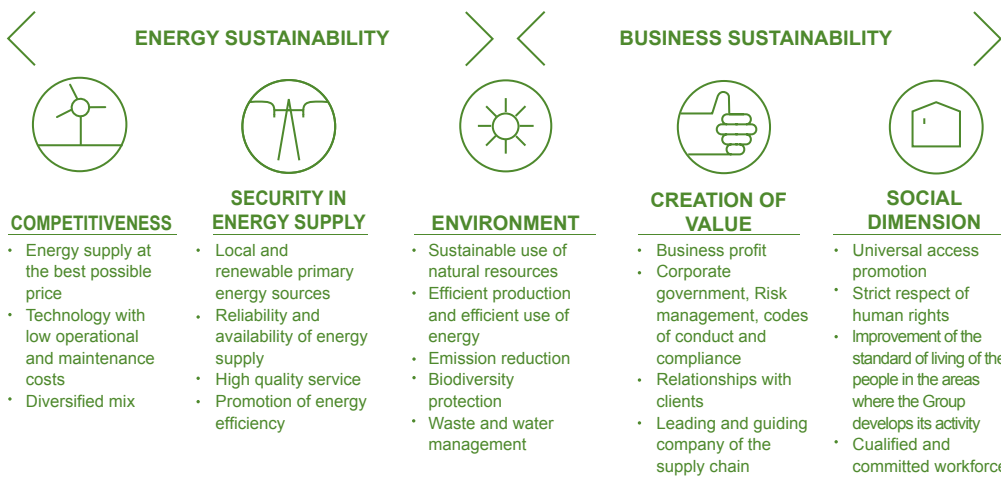 ENERGY SUSTAINABILITY
BUSINESS SUSTAINABILITY
COMPETITIVENESS
• Energy supply at
the best possible
price
• Technology with
low operational
and maintenance
costs
• Diversified mix
SECURITY IN
ENERGY SUPPLY
• Local and
renewable primary
energy sources
• Reliability and
availability of energy
supply
• High quality service
• Promotion of energy
efficiency
ENVIRONMENT
• Sustainable use of
natural resources
• Efficient production
and efficient use of
energy
• Emission reduction
• Biodiversity
protection
• Waste and water
management
CREATION OF
VALUE
• Business profit
• Corporate
government, Risk
management, codes
of conduct and
compliance
• Relationships with
clients
• Leading and guiding
company of the
supply chain
SOCIAL
DIMENSION
• Universal access
promotion
• Strict respect of
human rights
• Improvement of the
standard of living of the
people in the areas
where the Group
develops its activity
• Cualified and
committed workforce